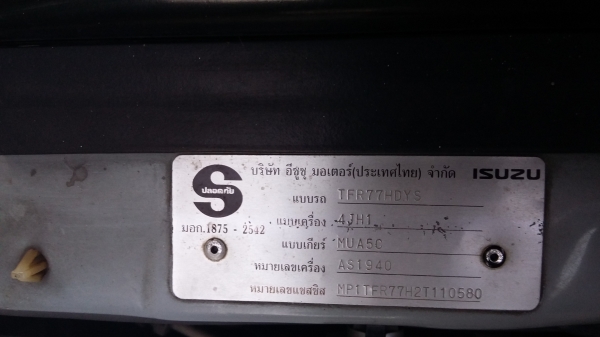 บริษัท อีซูซุ มอเตอร์(ประเทศไทย) จำกัด ISUZU
S
ปลอดภัย
มอก.1875 - 2542
แบบรถ TFR77HDYS
แบบเครื่อง 4JH1
แบบเกียร์ MUA5C
หมายเลขเครื่อง AS1940
หมายเลขแชสซิส MP1TFR77H2T110580